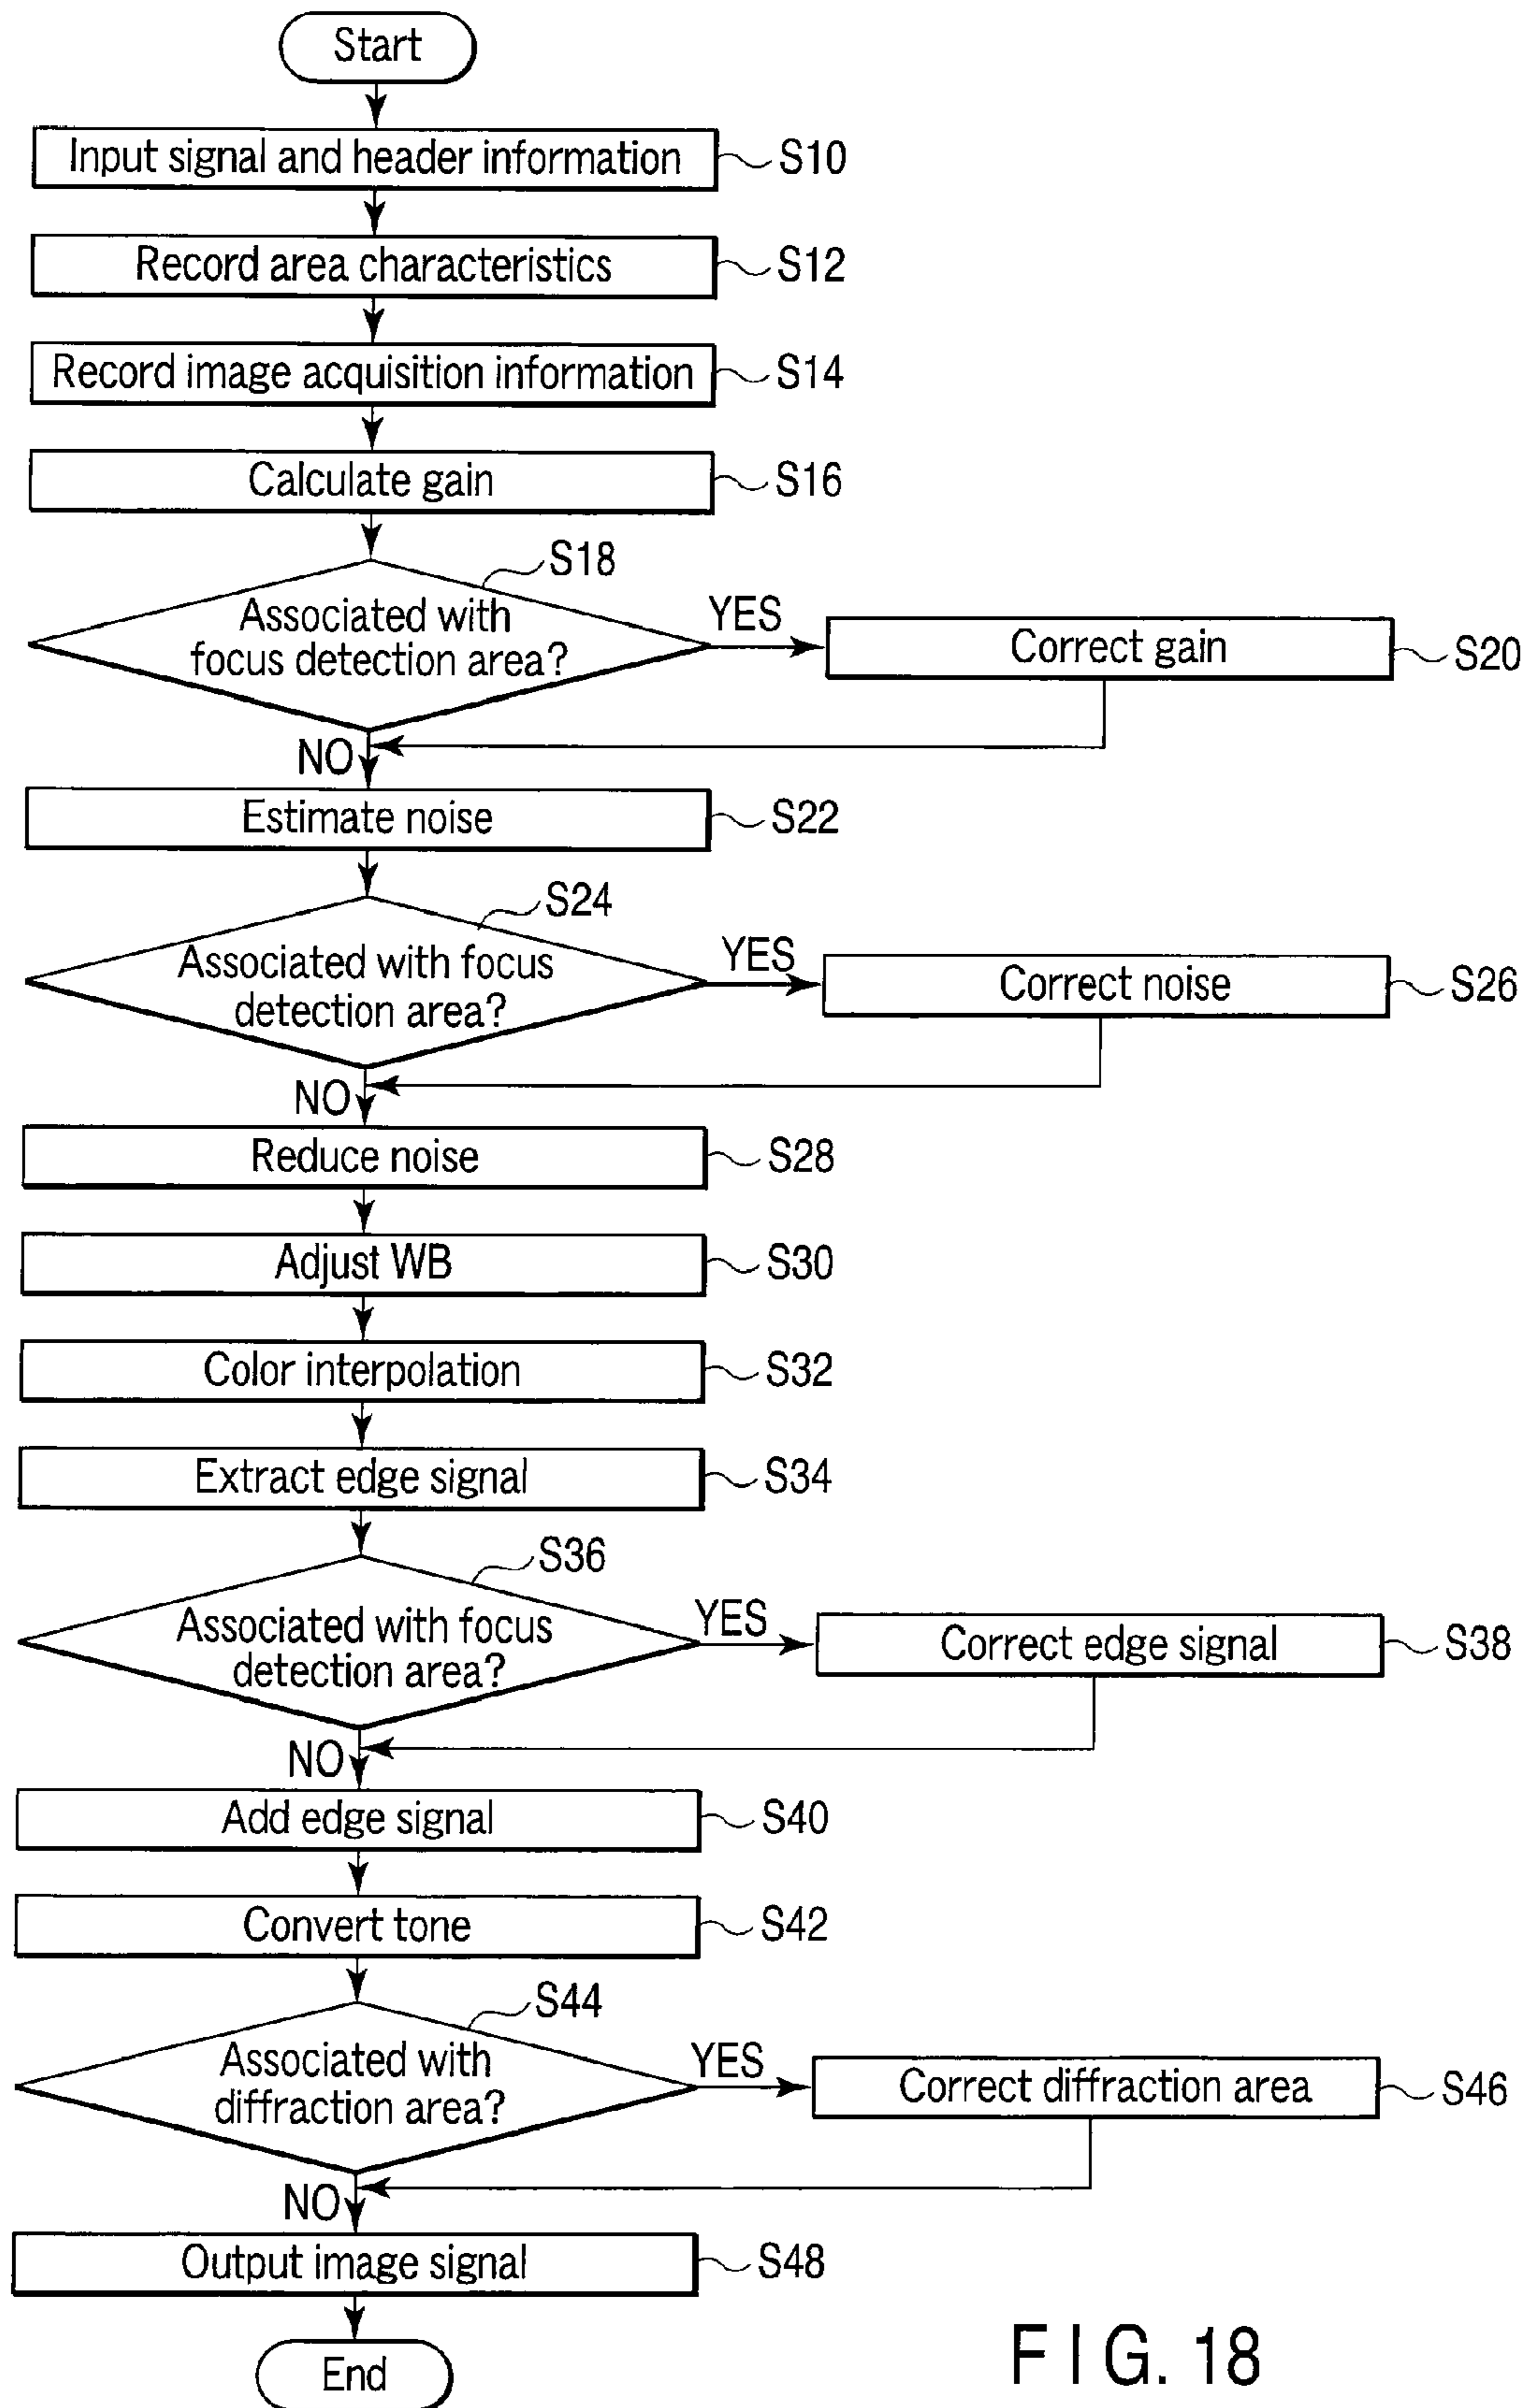 Start
Input signal and header information
S10
Record area characteristics
S12
Record image acquisition information
S14
Calculate gain
S16
S18
Associated with
focus detection area?
YES
Correct gain
S20
NO
Estimate noise
S22
S24
Associated with focus
detection area?
YES
Correct noise
S26
NO
Reduce noise
S28
Adjust WB
S30
Color interpolation
S32
Extract edge signal
S34
S36
Associated with focus
detection area?
YES
Correct edge signal
S38
NO
Add edge signal
S40
Convert tone
S42
S44
Associated with
diffraction area?
YES
Correct diffraction area
S46
NO
Output image signal
S48
End
FIG. 18